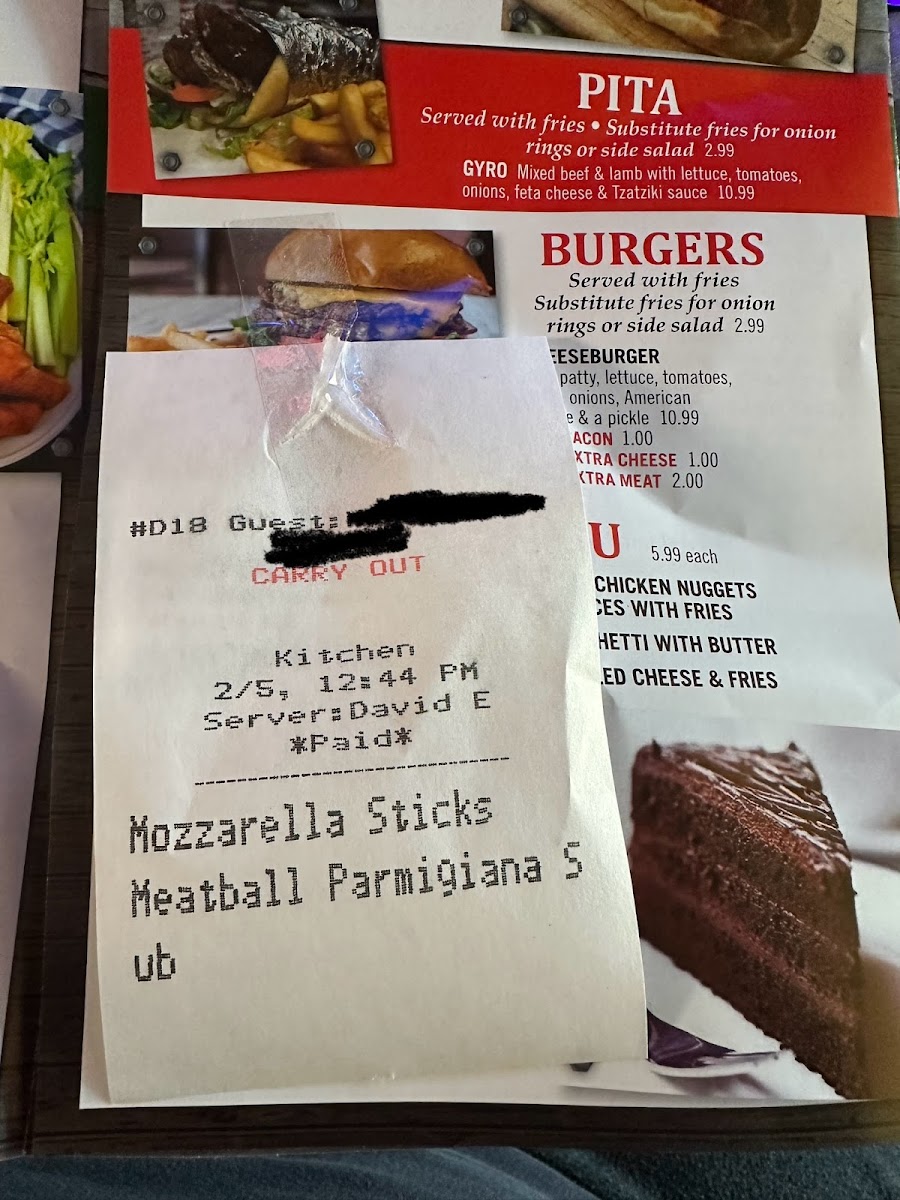 PITA
Served with fries • Substitute fries for onion
rings or side salad 2.99
GYRO Mixed beef & lamb with lettuce, tomatoes,
onions, feta cheese & Tzatziki sauce 10.99
BURGERS
Served with fries
Substitute fries for onion
rings or side salad 2.99
EESEBURGER
patty, lettuce, tomatoes,
onions, American
e & a pickle 10.99
ACON 1.00
XTRA CHEESE 1.00
XTRA MEAT 2.00
U 5.99 each
CHICKEN NUGGETS
CES WITH FRIES
HETTI WITH BUTTER
LED CHEESE & FRIES
#D18 Guest:
CARRY OUT
Kitchen
2/5, 12:44 PM
Server:David E
*Paid*
Mozzarella Sticks
Meatball Parmigiana S
ub